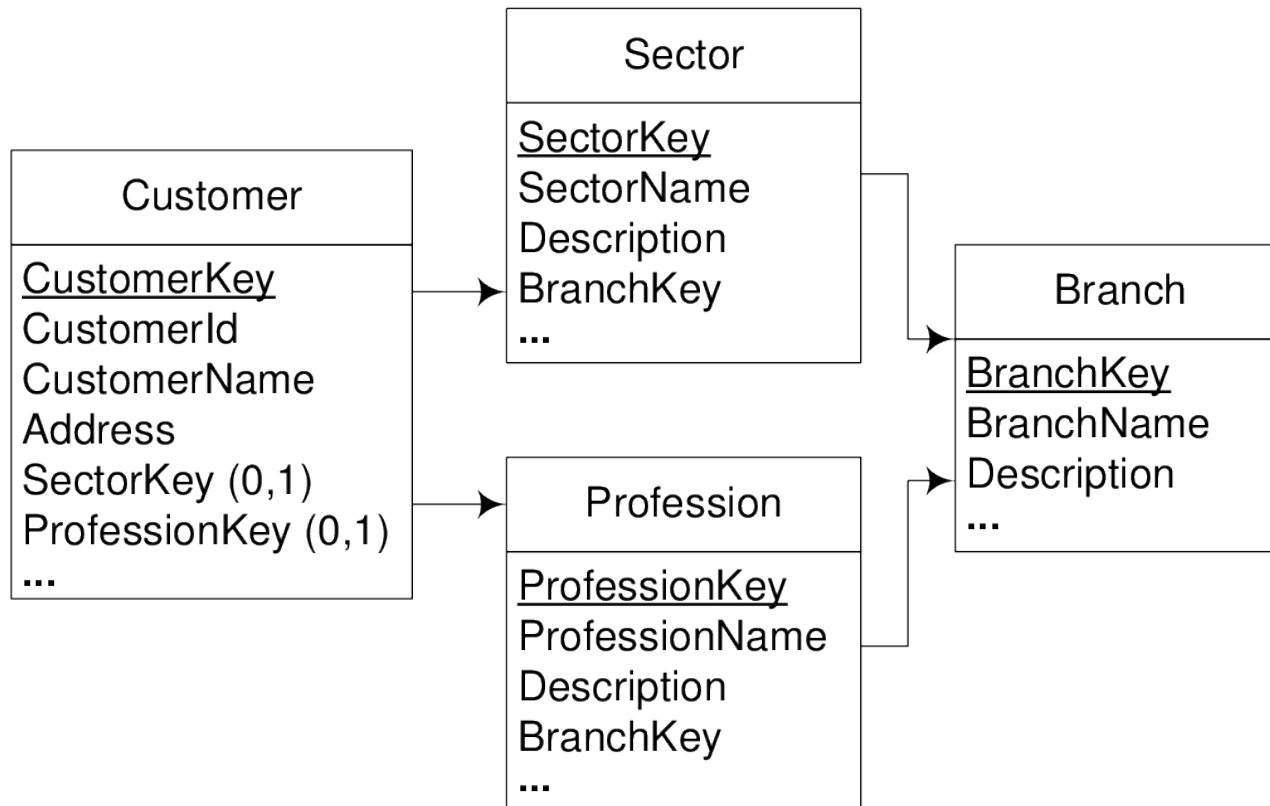 Customer
CustomerKey
CustomerId
CustomerName
Address
SectorKey (0,1)
ProfessionKey (0,1)
...
Sector
SectorKey
SectorName
Description
BranchKey
...
Profession
ProfessionKey
ProfessionName
Description
BranchKey
...
Branch
BranchKey
BranchName
Description
...